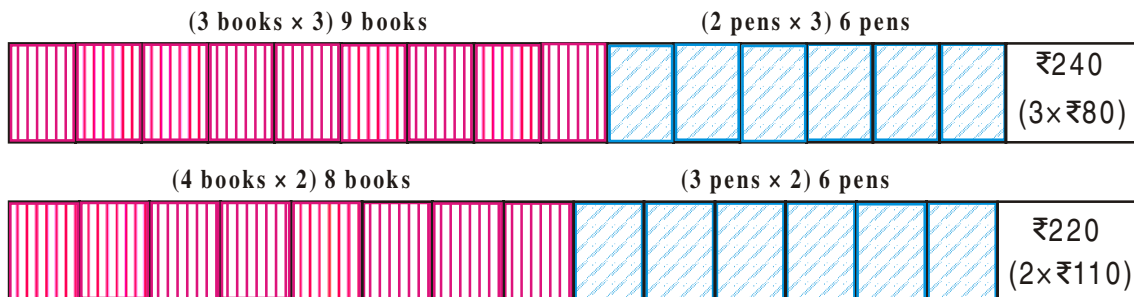 (3 books × 3) 9 books (2 pens × 3) 6 pens
₹240
(3×₹80)
(4 books × 2) 8 books (3 pens × 2) 6 pens
₹220
(2×₹110)